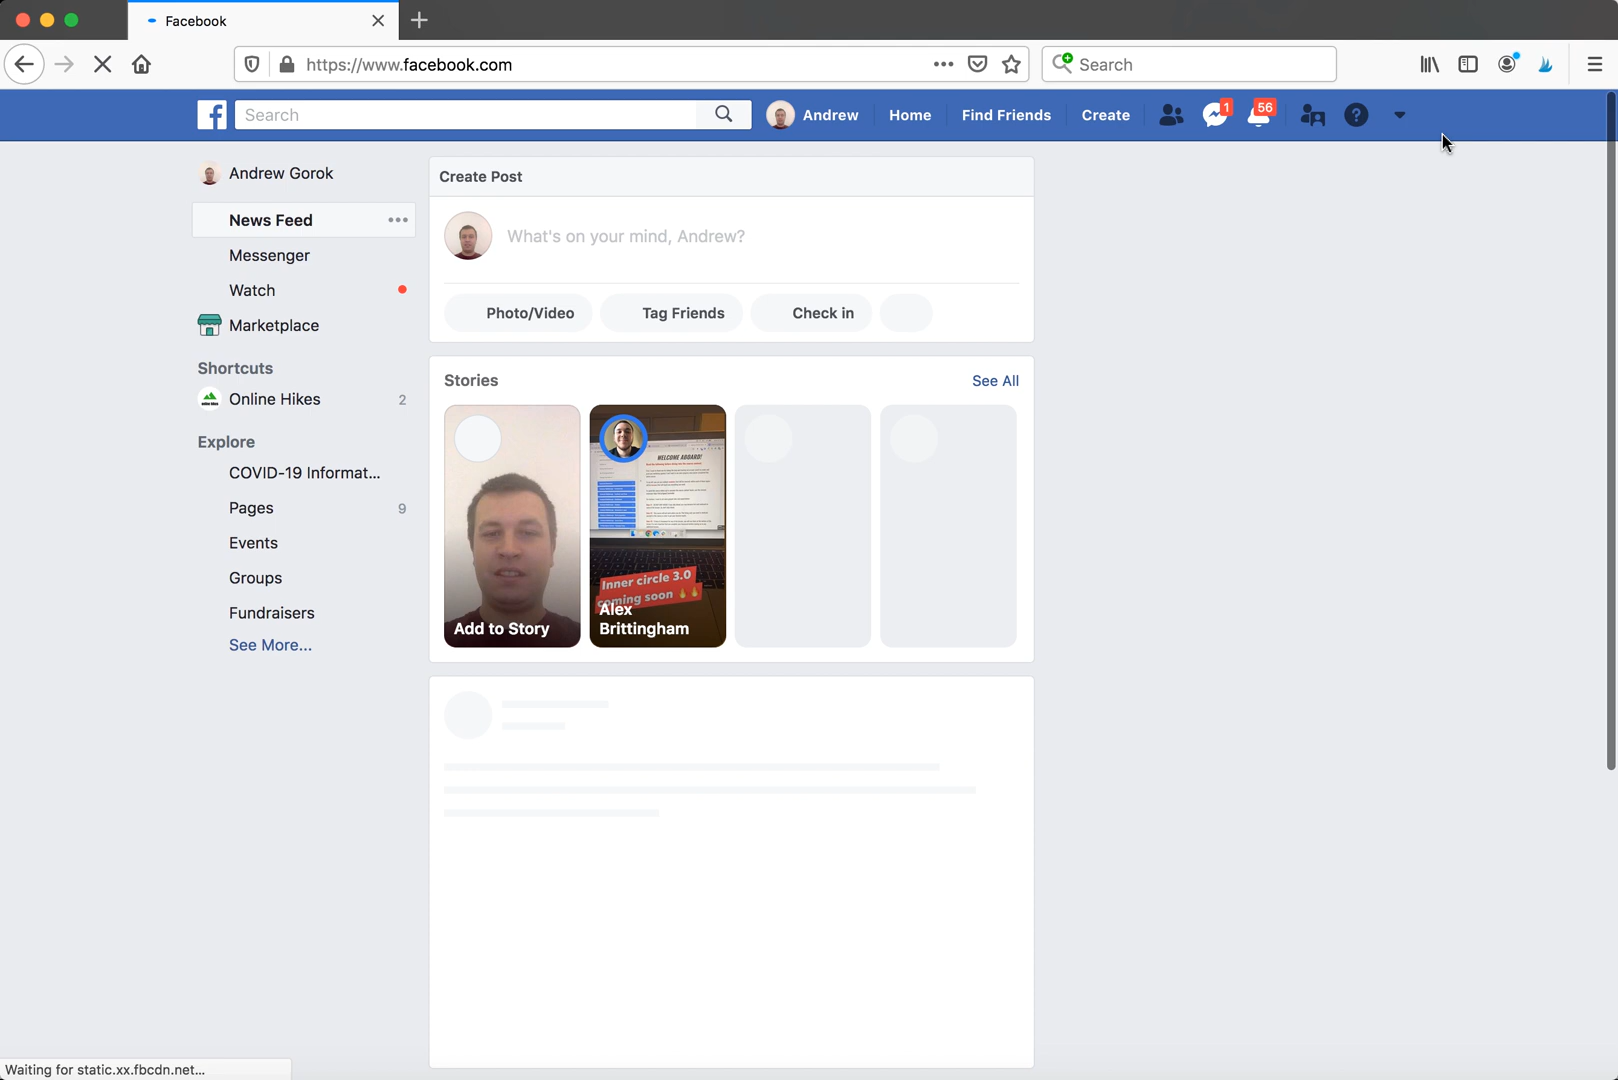 Facebook
https://www.facebook.com
Search
Search
Andrew
Home
Find Friends
Create
1
56
Andrew Gorok
News Feed
Messenger
Watch
Marketplace
Shortcuts
Online Hikes 2
Explore
COVID-19 Informat...
Pages 9
Events
Groups
Fundraisers
See More...
Create Post
What's on your mind, Andrew?
Photo/Video
Tag Friends
Check in
Stories
See All
Add to Story
WELCOME ABOARD!
Inner circle 3.0
coming soon
Alex
Brittingham
Waiting for static.xx.fbcdn.net...